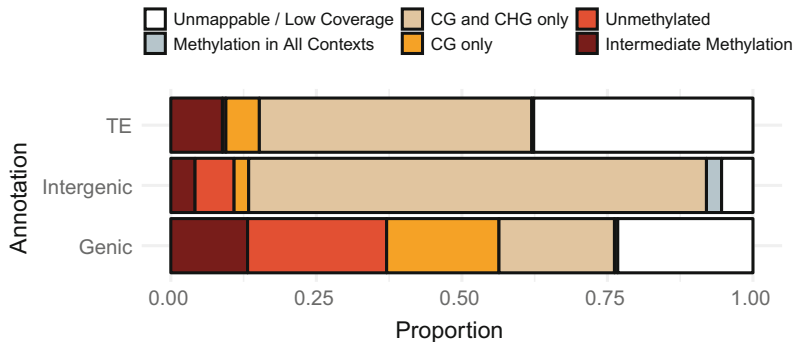 Unmappable / Low Coverage CG and CHG only Unmethylated
Methylation in All Contexts CG only Intermediate Methylation
TE
Intergenic
Genic
Annotation
0.00 0.25 0.50 0.75 1.00
Proportion